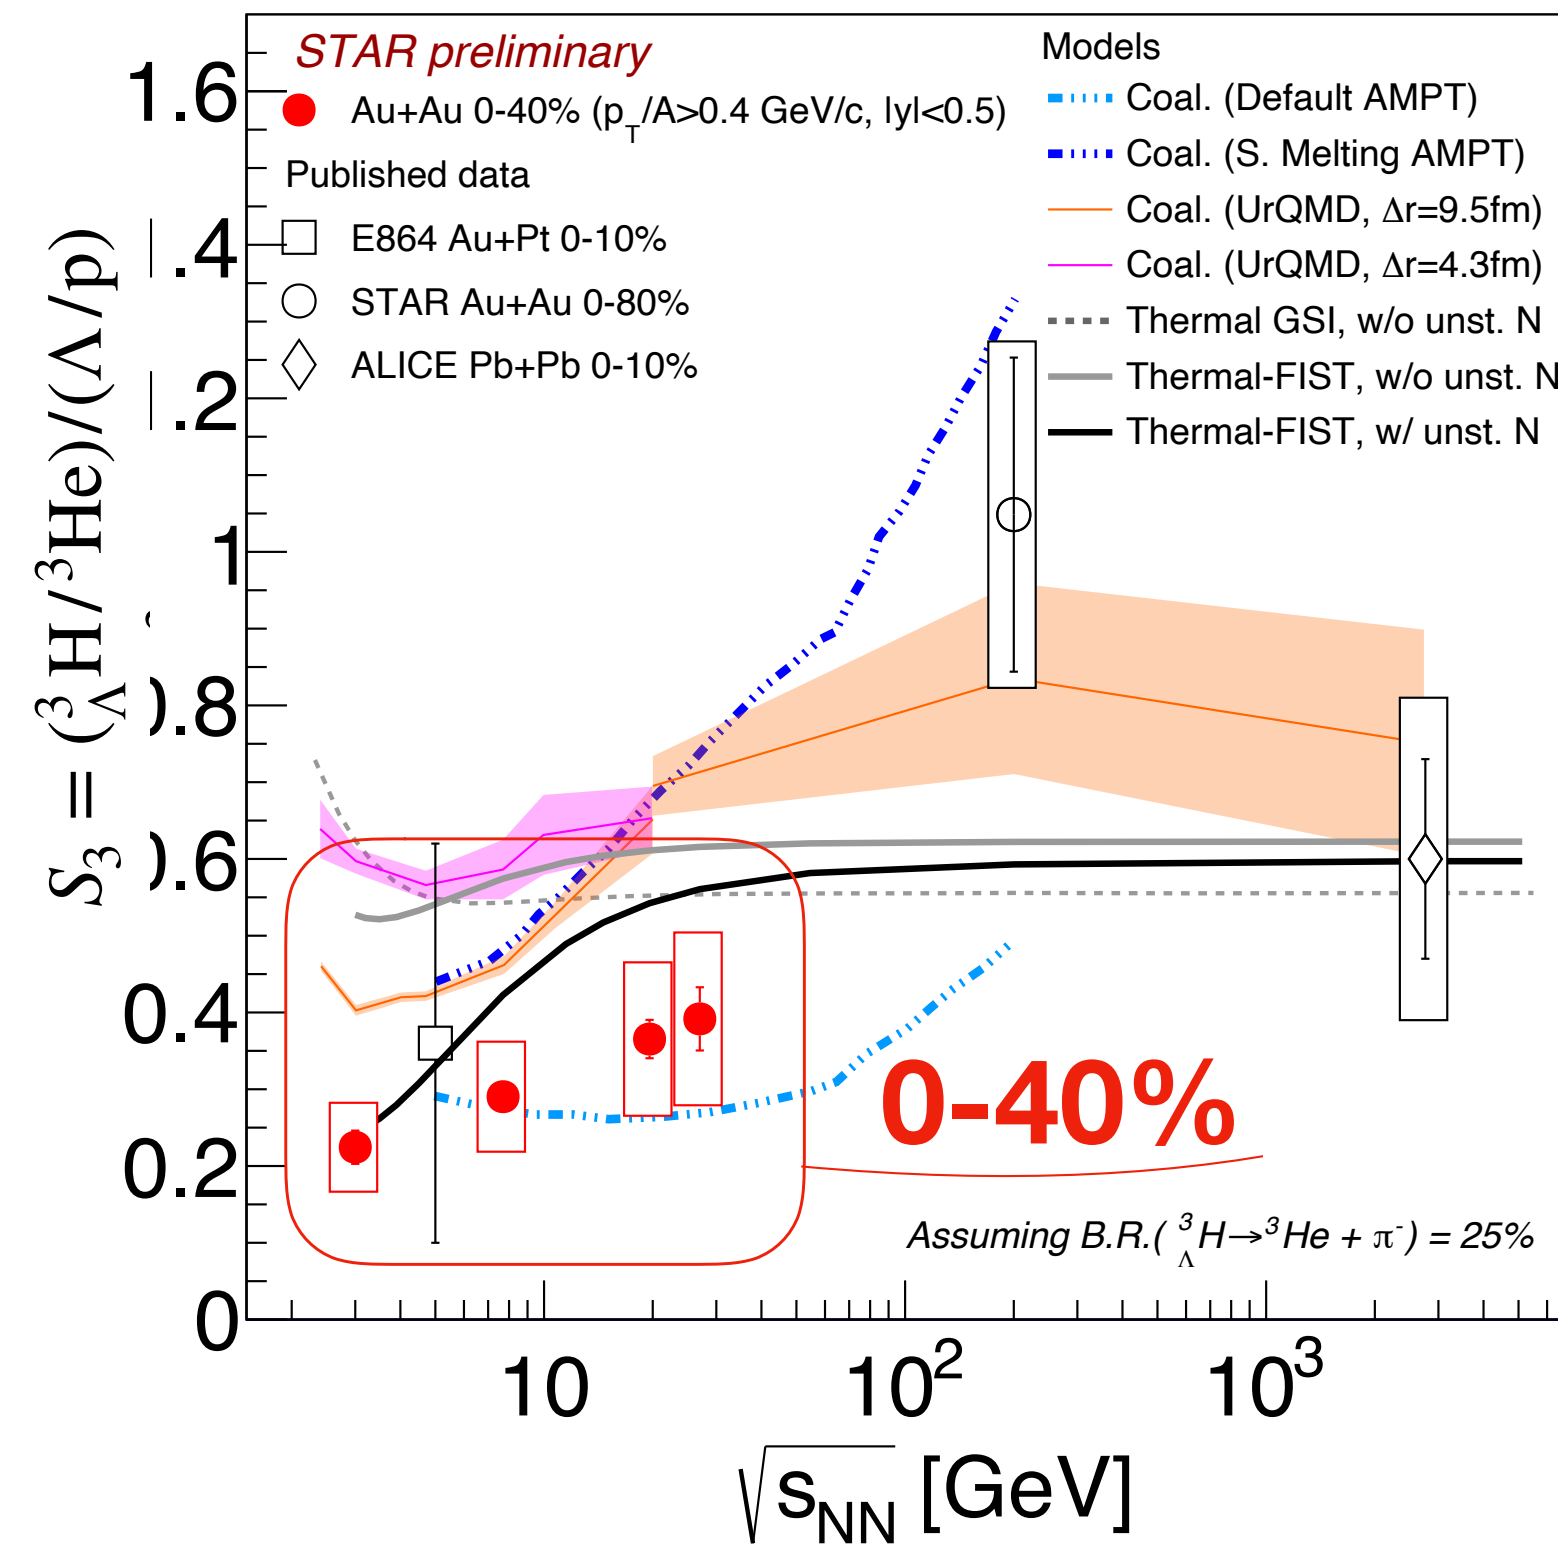 STAR preliminary
Au+Au 0-40% (p_T/A>0.4 GeV/c, |y|<0.5)
Published data
E864 Au+Pt 0-10%
STAR Au+Au 0-80%
ALICE Pb+Pb 0-10%
Models
Coal. (Default AMPT)
Coal. (S. Melting AMPT)
Coal. (UrQMD, Δr=9.5fm)
Coal. (UrQMD, Δr=4.3fm)
Thermal GSI, w/o unst. N
Thermal-FIST, w/o unst. N
Thermal-FIST, w/ unst. N
S₃ = (³_ΛH/³He)/(Λ/p)
1.6
.4
.2
1
.8
.6
0.4
0.2
0
0-40%
Assuming B.R.(³_ΛH→³He + π⁻) = 25%
10
10²
10³
√s_NN [GeV]